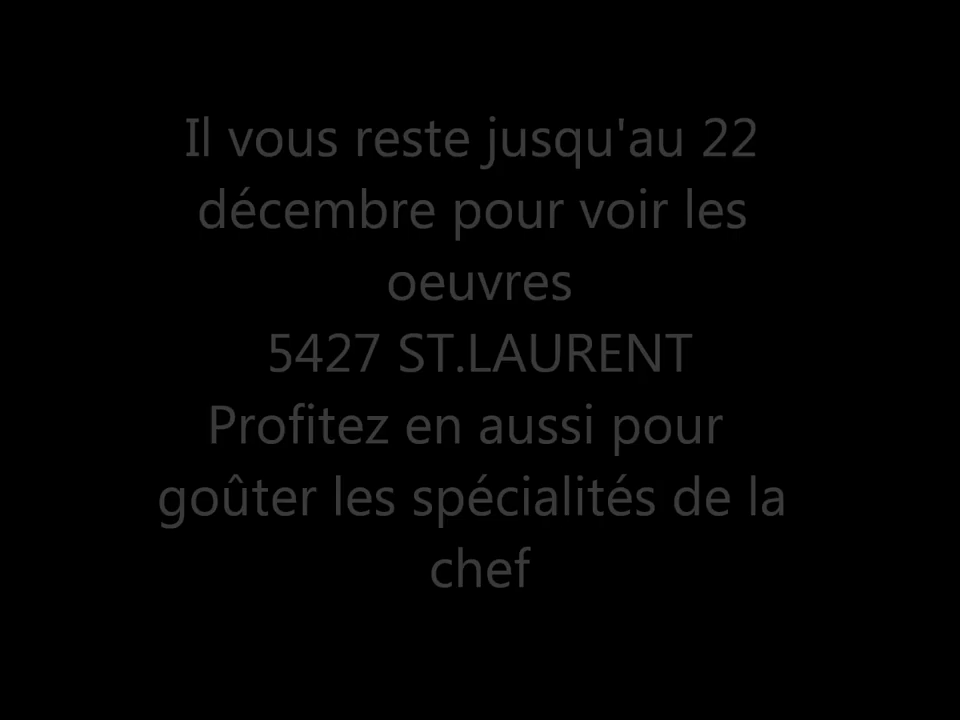 Il vous reste jusqu'au 22
décembre pour voir les
oeuvres
5427 ST.LAURENT
Profitez en aussi pour
goûter les spécialités de la
chef